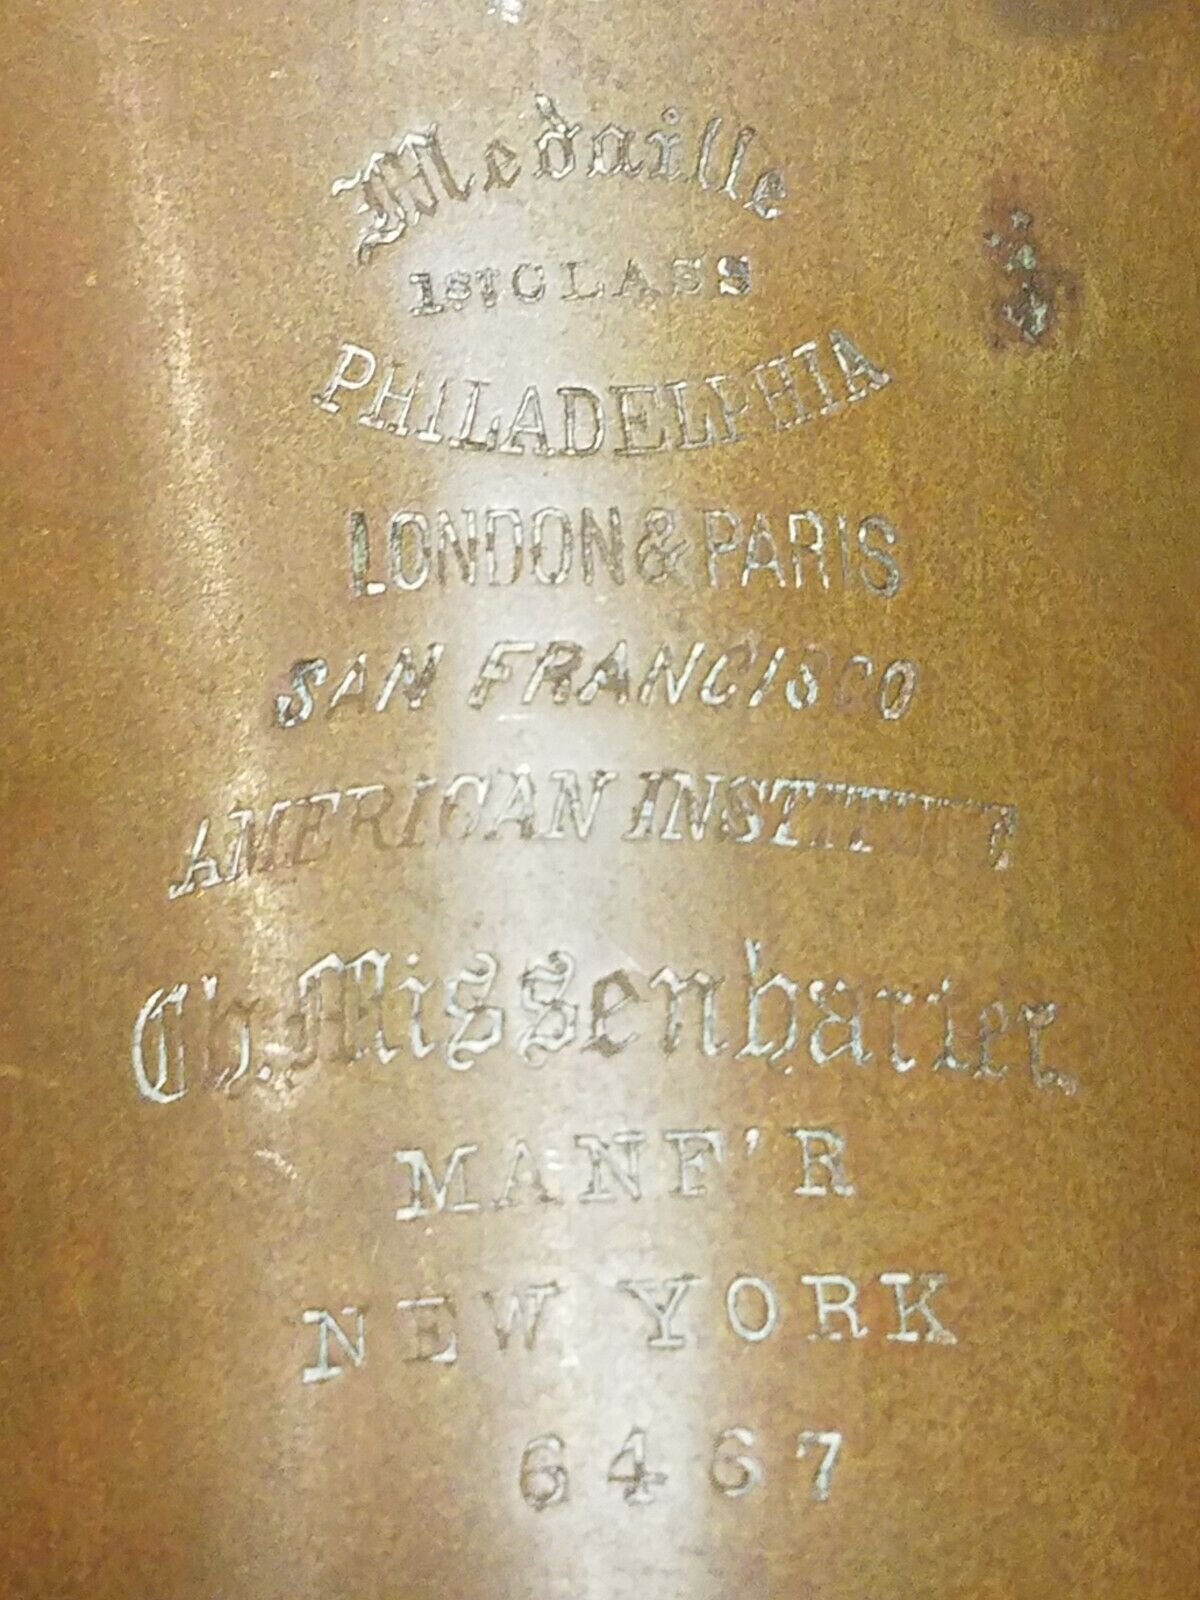 Medaille
1ST CLASS
PHILADELPHIA
LONDON & PARIS
SAN FRANCISCO
AMERICAN INSTITUTE
Ch. Missenharter
MANF'R
NEW YORK
6467